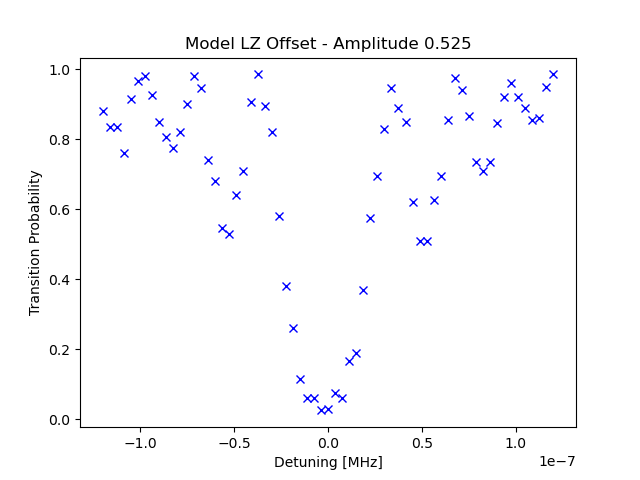 Model LZ Offset - Amplitude 0.525
Transition Probability
1.0
0.8
0.6
0.4
0.2
0.0
−1.0 −0.5 0.0 0.5 1.0
1e−7
Detuning [MHz]